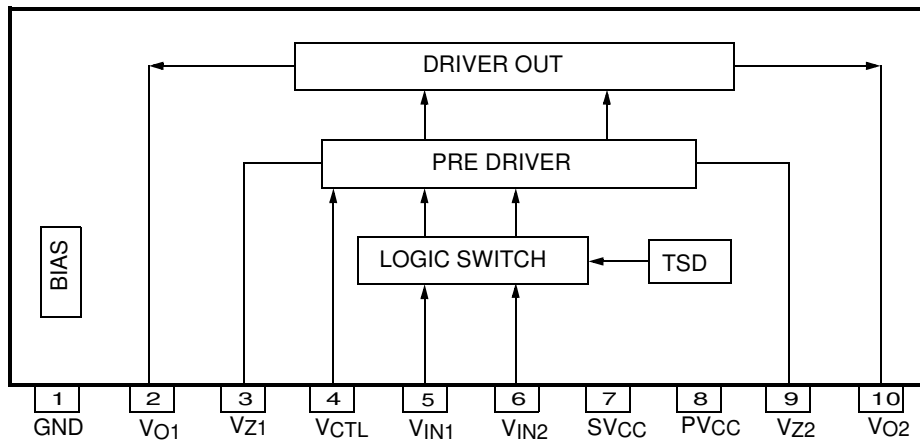 DRIVER OUT
PRE DRIVER
LOGIC SWITCH
TSD
BIAS
1 2 3 4 5 6 7 8 9 10
GND VO1 VZ1 VCTL VIN1 VIN2 SVCC PVCC VZ2 VO2